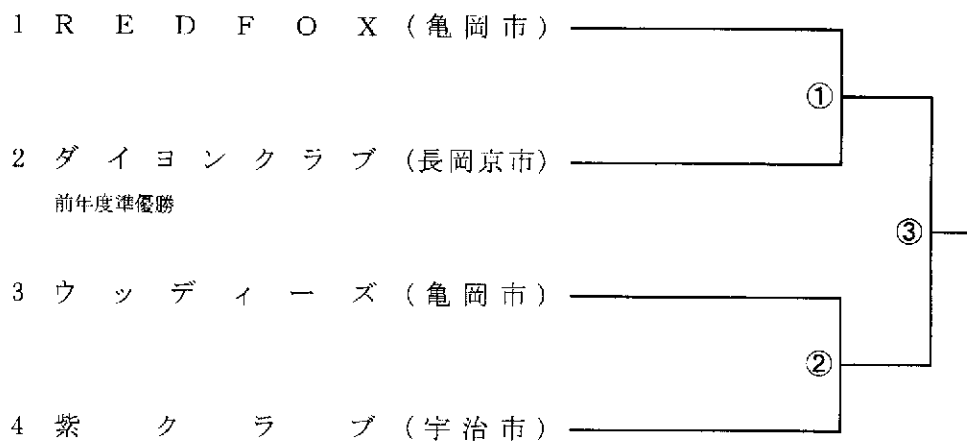 1 REDFOX (亀岡市)
①
2 ダイヨンクラブ (長岡京市)
前年度準優勝
③
3 ウッディーズ (亀岡市)
②
4 紫クラブ (宇治市)